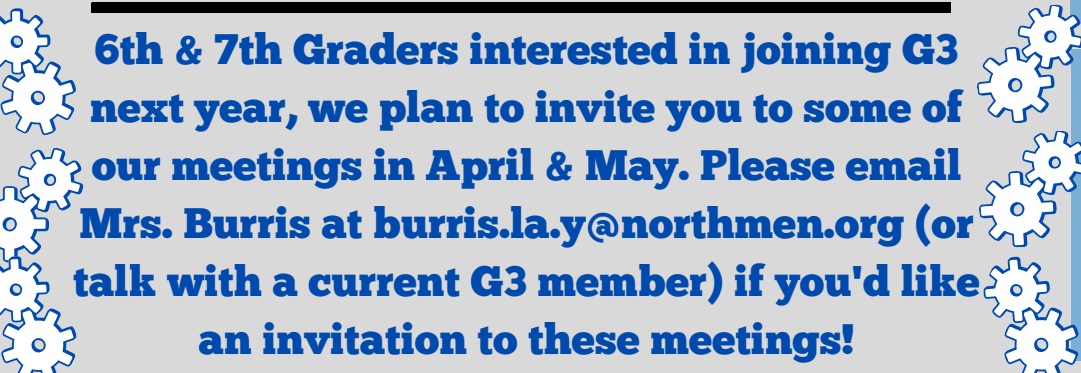 6th & 7th Graders interested in joining G3
next year, we plan to invite you to some of
our meetings in April & May. Please email
Mrs. Burris at burris.la.y@northmen.org (or
talk with a current G3 member) if you'd like
an invitation to these meetings!